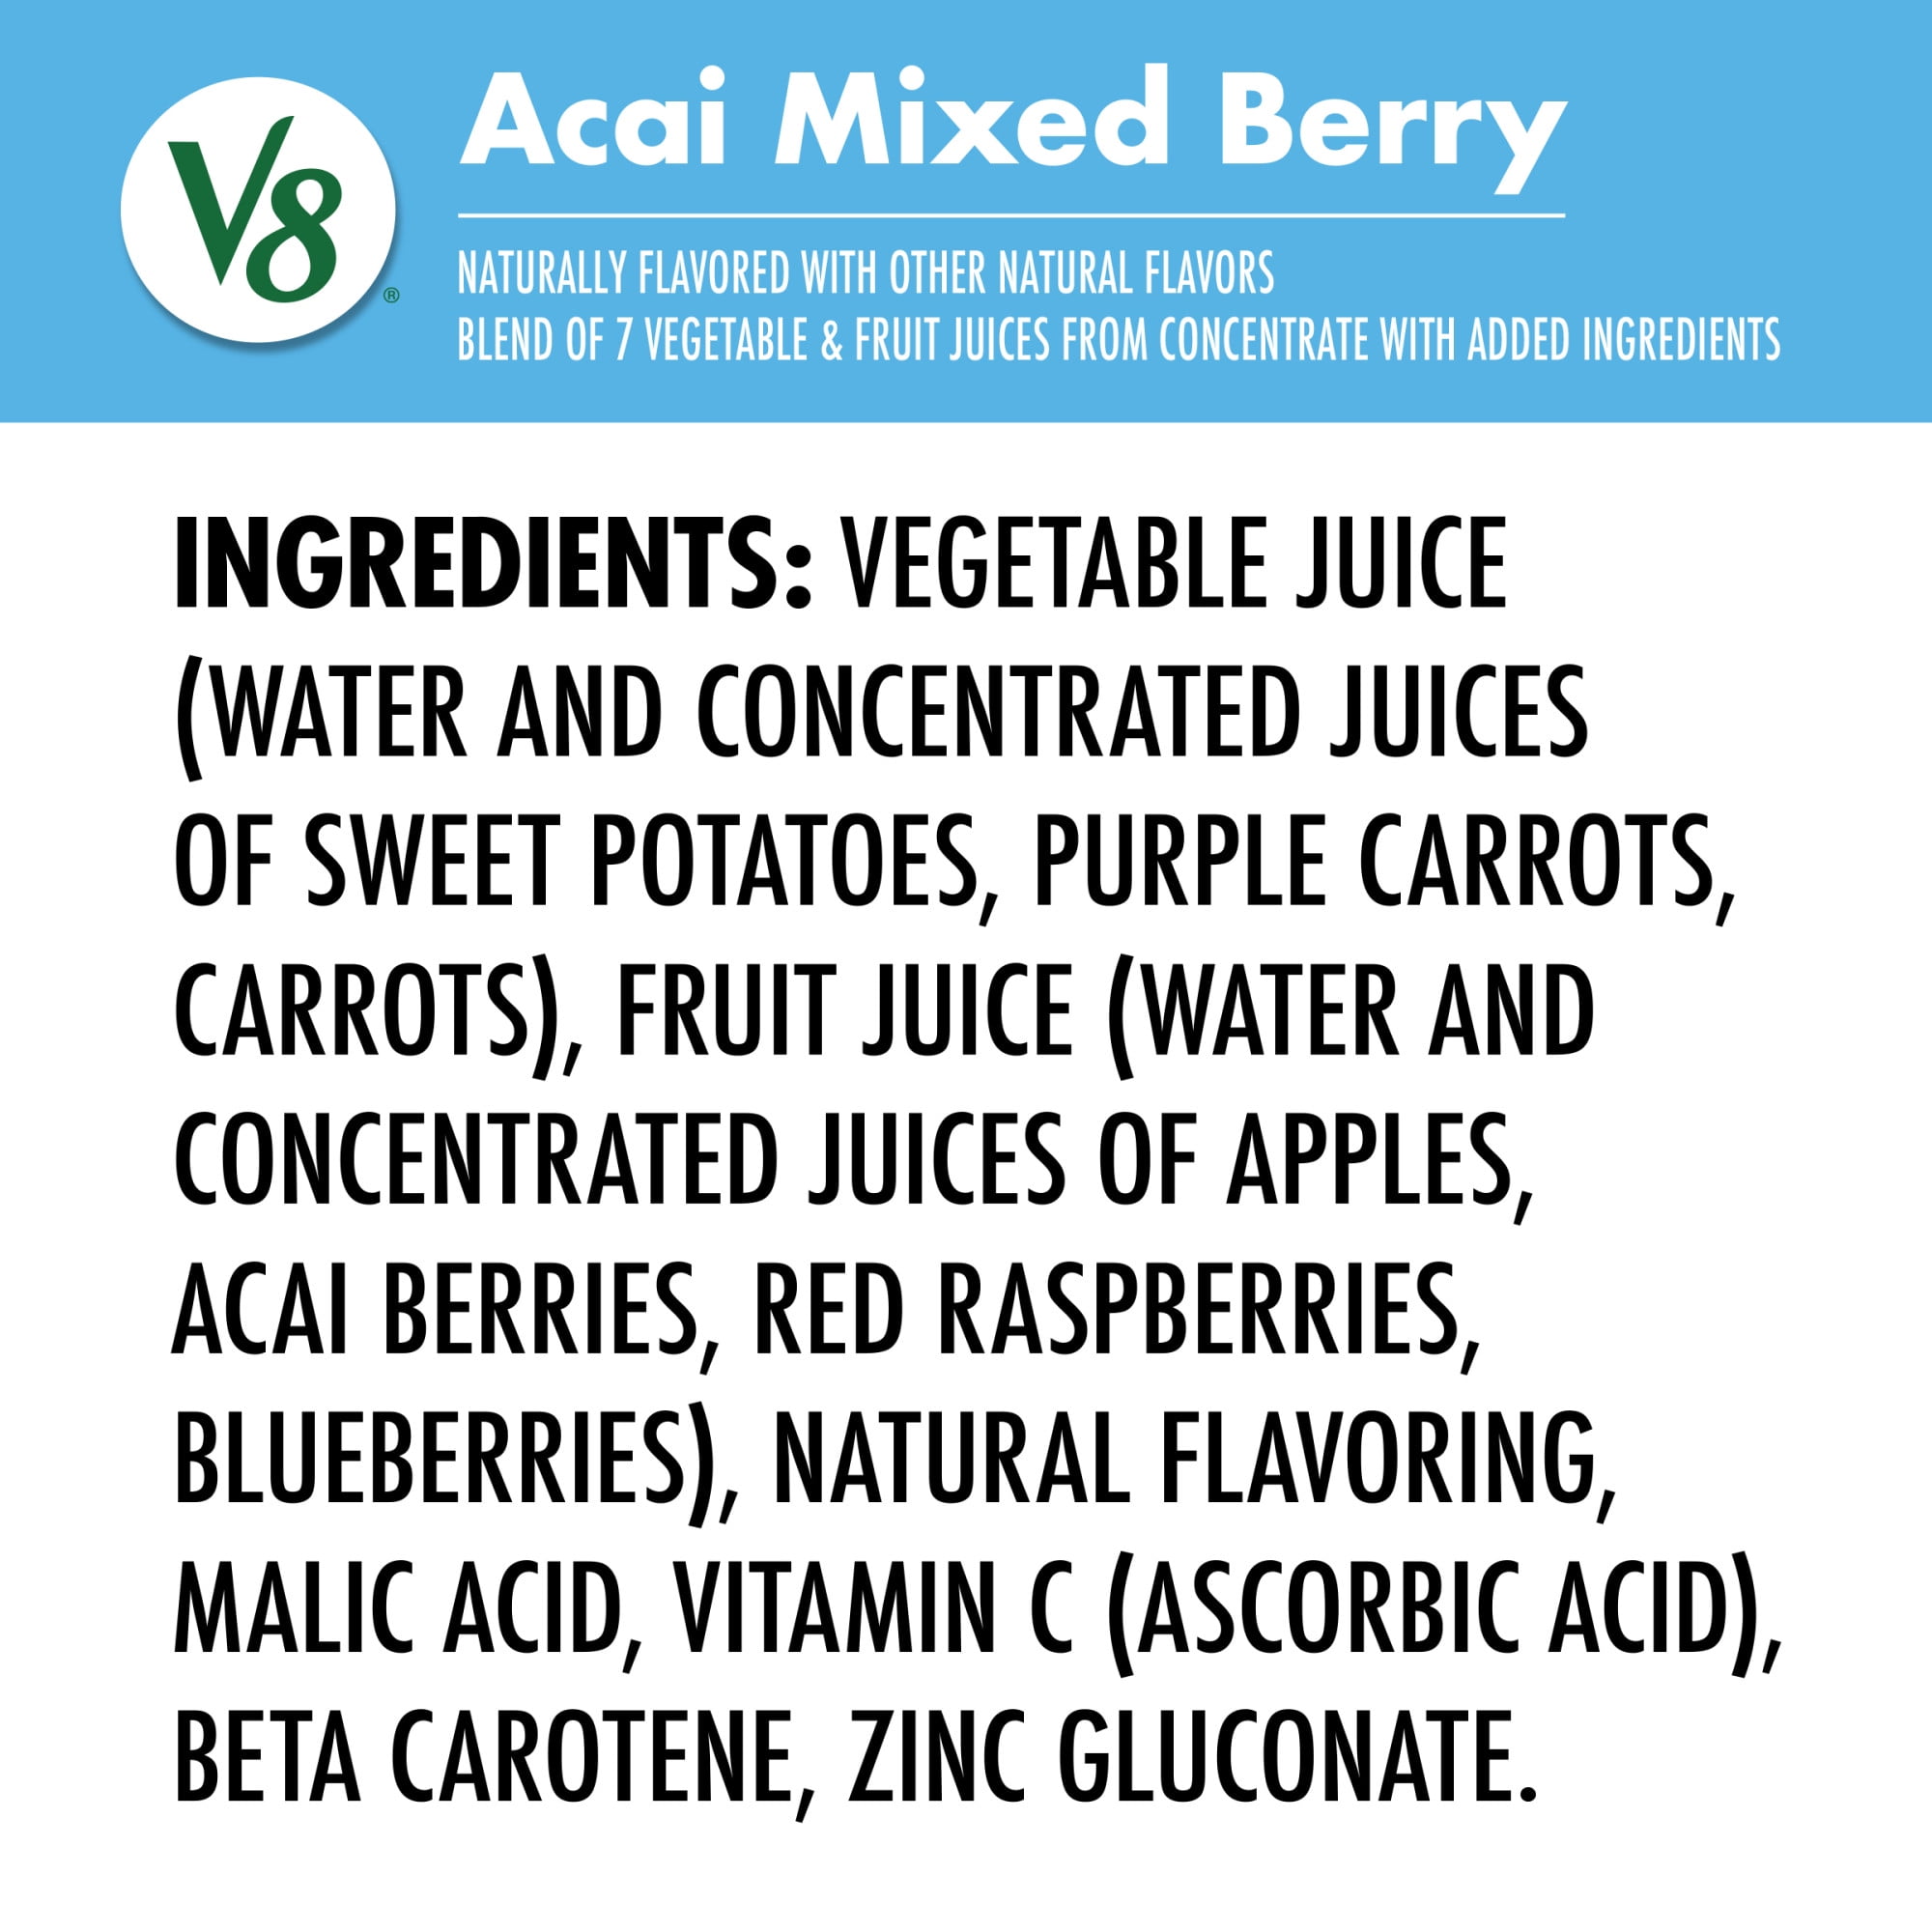 V8®
Acai Mixed Berry
NATURALLY FLAVORED WITH OTHER NATURAL FLAVORS
BLEND OF 7 VEGETABLE & FRUIT JUICES FROM CONCENTRATE WITH ADDED INGREDIENTS
INGREDIENTS: VEGETABLE JUICE
(WATER AND CONCENTRATED JUICES
OF SWEET POTATOES, PURPLE CARROTS,
CARROTS), FRUIT JUICE (WATER AND
CONCENTRATED JUICES OF APPLES,
ACAI BERRIES, RED RASPBERRIES,
BLUEBERRIES), NATURAL FLAVORING,
MALIC ACID, VITAMIN C (ASCORBIC ACID),
BETA CAROTENE, ZINC GLUCONATE.